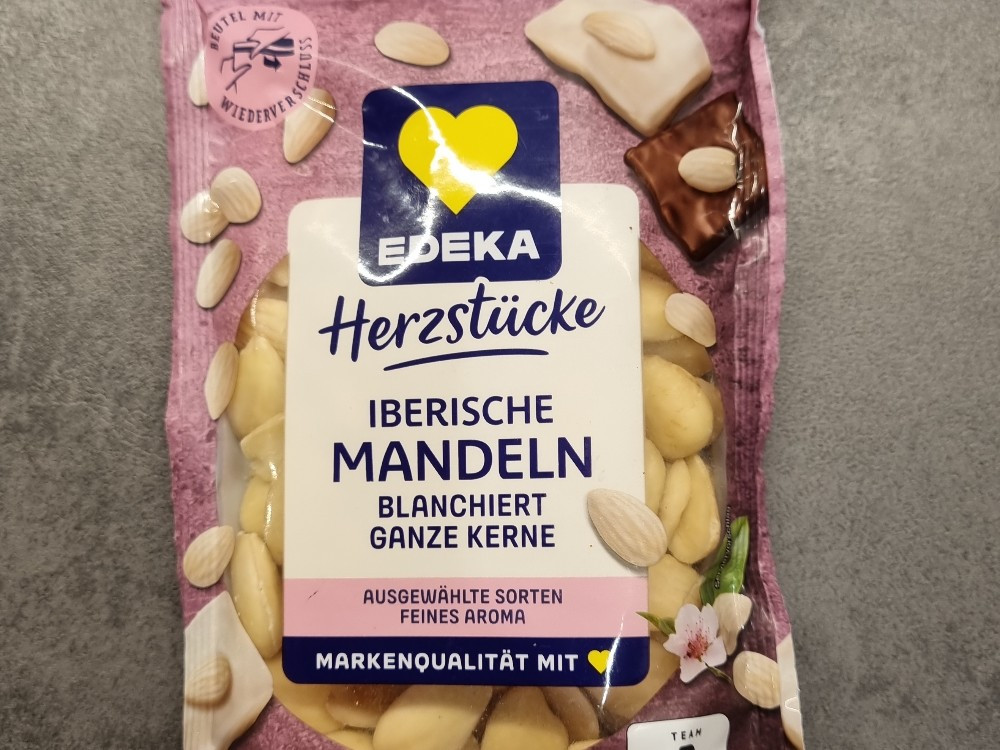 BEUTEL MIT
WIEDERVERSCHLUSS
EDEKA
Herzstücke
IBERISCHE
MANDELN
BLANCHIERT
GANZE KERNE
AUSGEWÄHLTE SORTEN
FEINES AROMA
MARKENQUALITÄT MIT
TEAM